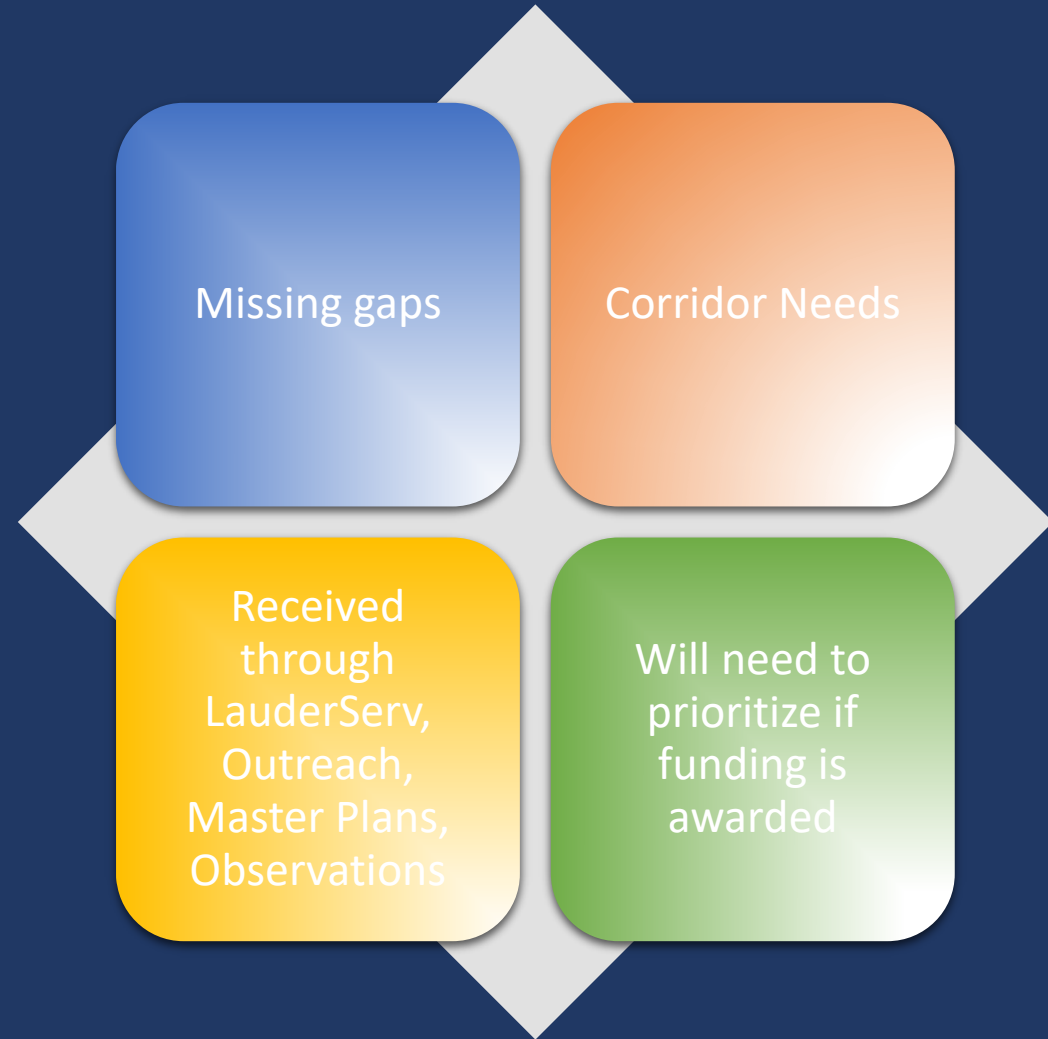 Missing gaps
Corridor Needs
Received
through
LauderServ,
Outreach,
Master Plans,
Observations
Will need to
prioritize if
funding is
awarded